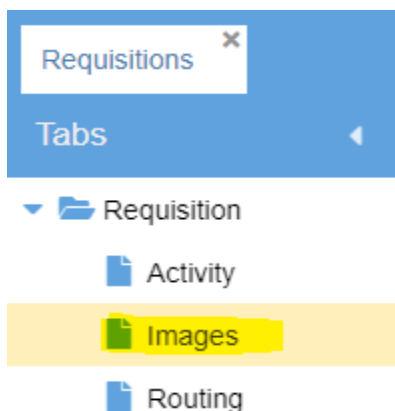 Requisitions
Tabs
Requisition
Activity
Images
Routing